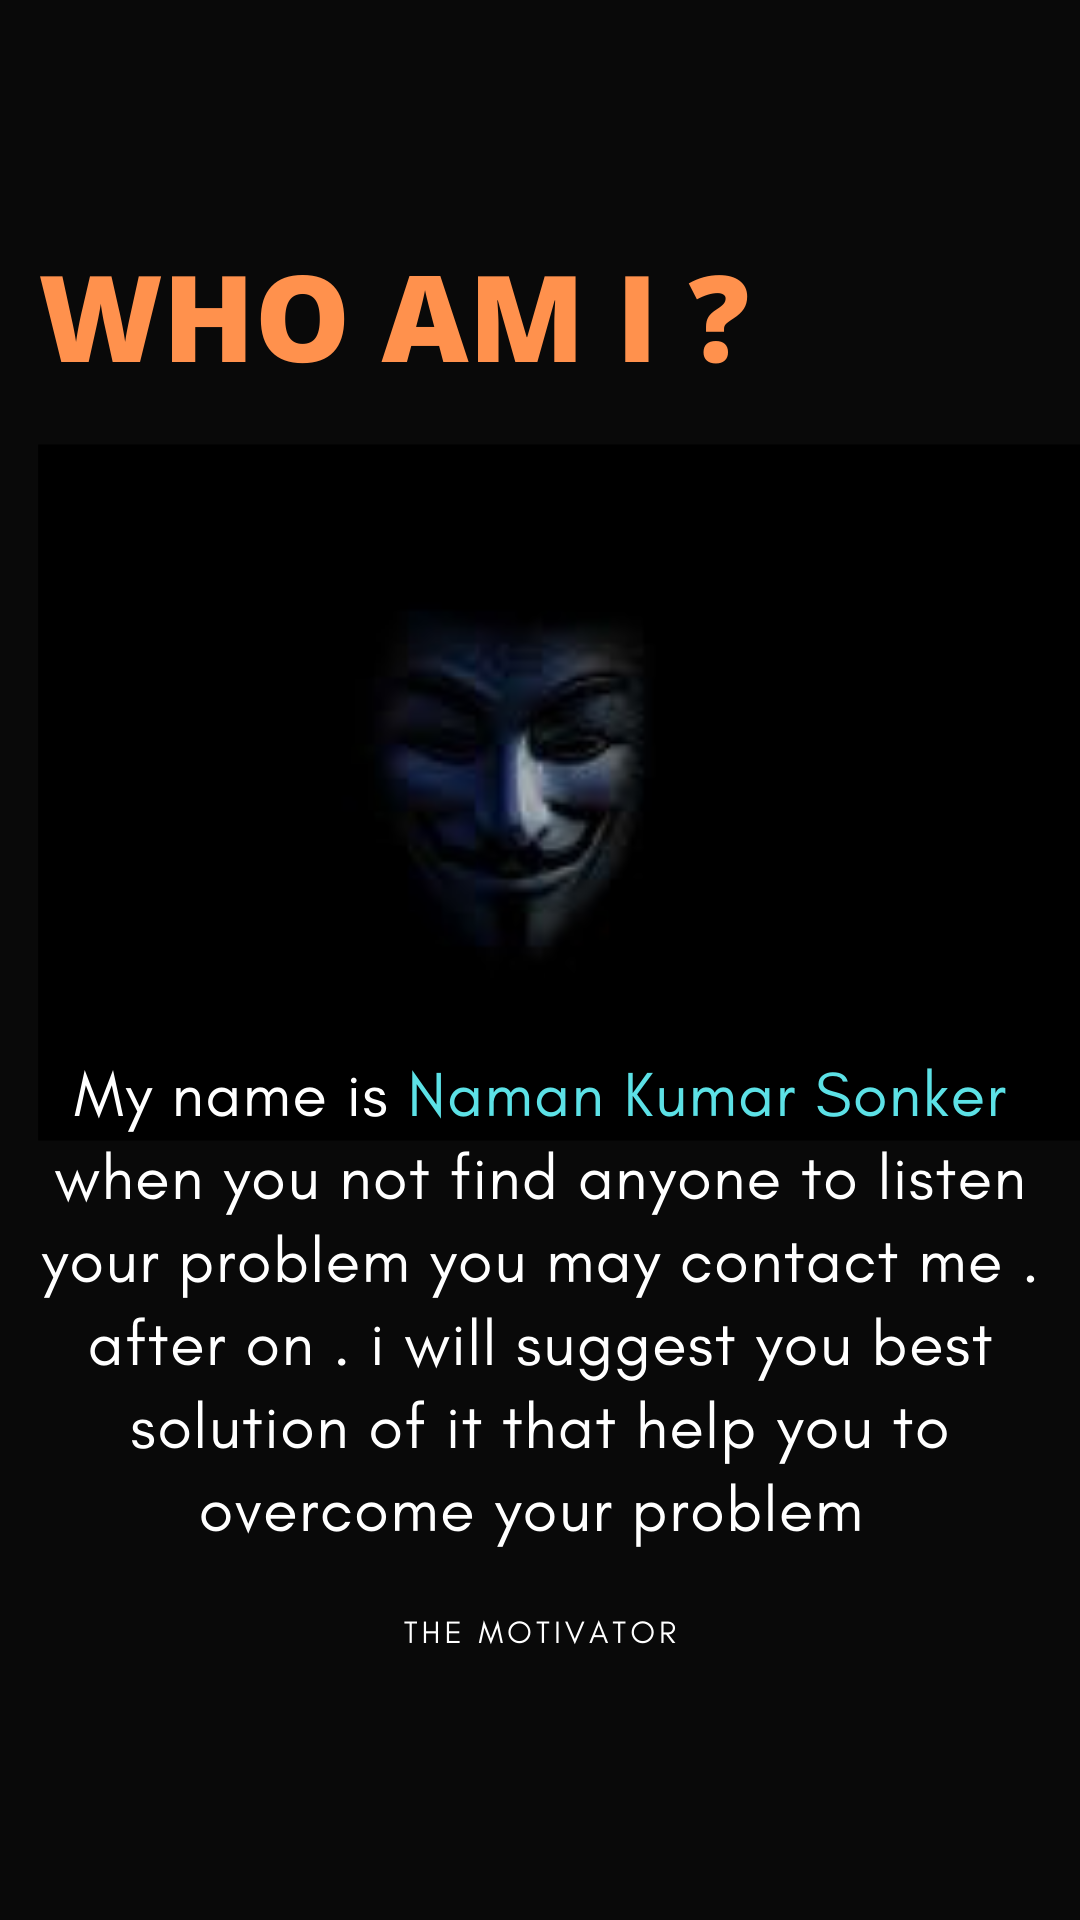 WHO AM I ?
My name is Naman Kumar Sonker
when you not find anyone to listen
your problem you may contact me .
after on . i will suggest you best
solution of it that help you to
overcome your problem
THE MOTIVATOR